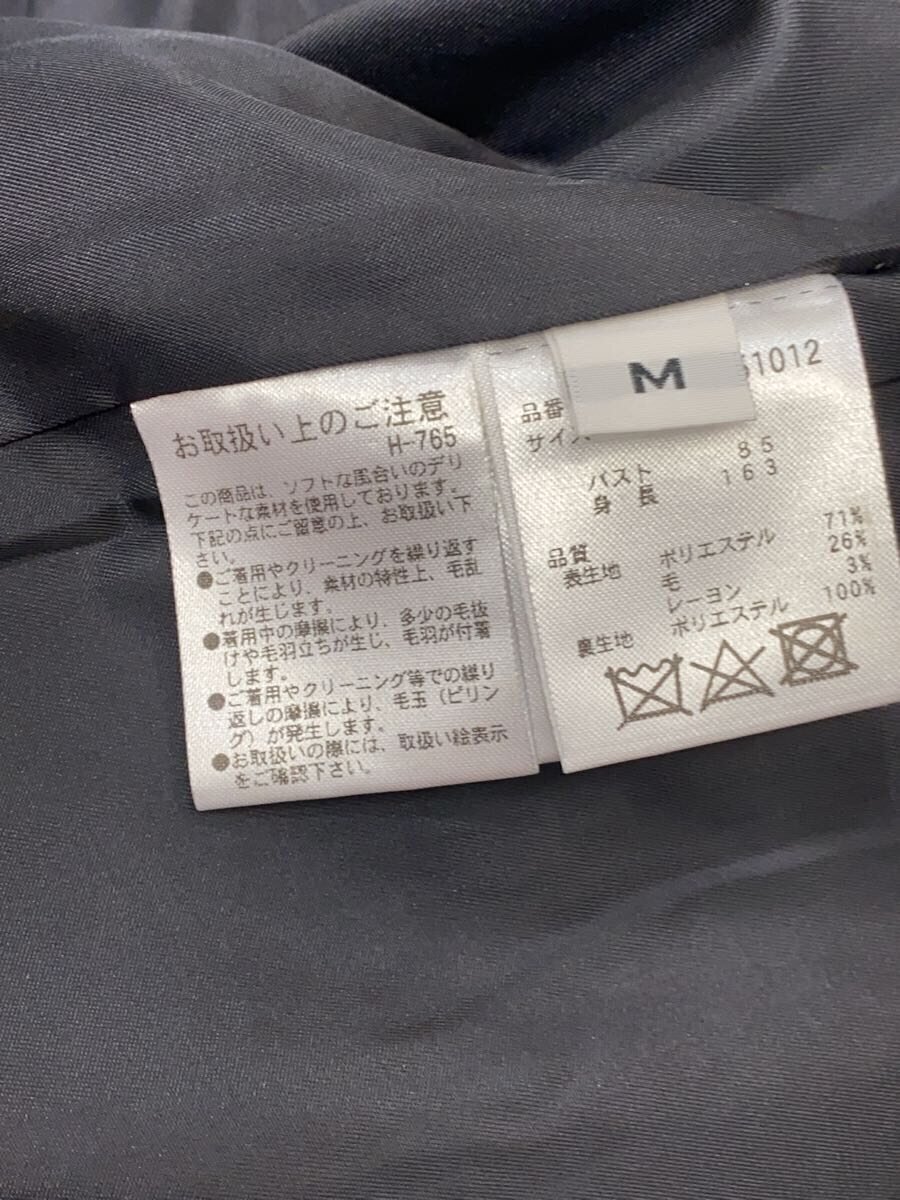 お取扱い上のご注意
H-765
この商品は、ソフトな風合いのデリ
ケートな素材を使用しております。
下記の点にご留意の上、お取扱い下
さい。
●ご着用やクリーニングを繰り返す
ことにより、素材の特性上、毛乱
れが生じます。
●着用中の摩擦により、多少の毛抜
けや毛羽立ちが生じ、毛羽が付着
します。
●ご着用やクリーニング等での繰り
返しの摩擦により、毛玉（ピリン
グ）が発生します。
●お取扱いの際には、取扱い絵表示
をご確認下さい。
M
品番 51012
サイズ
バスト 85
身長 163
品質
表生地 ポリエステル 71%
毛 26%
レーヨン 3%
裏生地 ポリエステル 100%